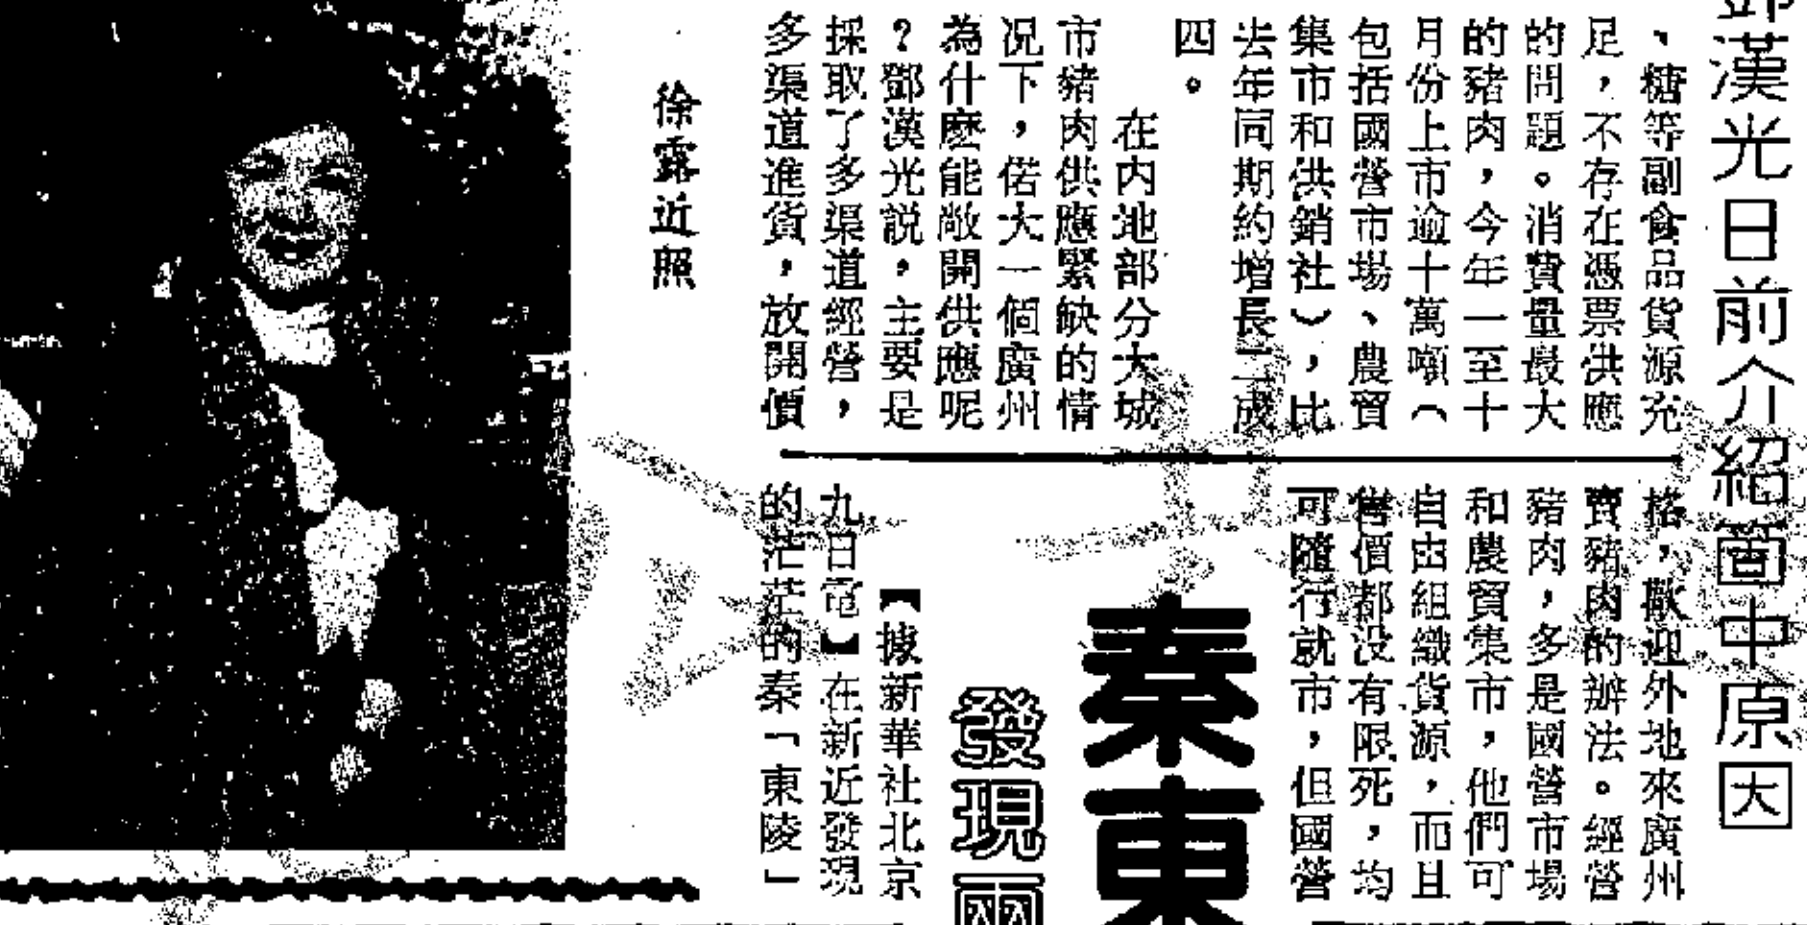 鄧漢光日前介紹
、糖等副食品貨源充
足，不存在憑票供應
的問題。消費量最大
的豬肉，今年一至十
月份上市逾十萬噸（
包括國營市場、農貿
集市和供銷社），比
去年同期約增長二成
四。
在內地部分大城
市豬肉供應緊缺的情
況下，偌大一個廣州
為什麽能敞開供應呢
？鄧漢光説，主要是
採取了多渠道經營，
多渠道進貨，放開價
格，歡迎外地來廣州
賣豬肉的辦法。經營
豬肉，多是國營市場
和農貿集市，他們可
自由組織貨源，而且
售價都没有限死，均
可隨行就市，但國營
徐露近照
秦東
發現兩
【據新華社北京
九日電】在新近發現
的茫茫的秦「東陵」